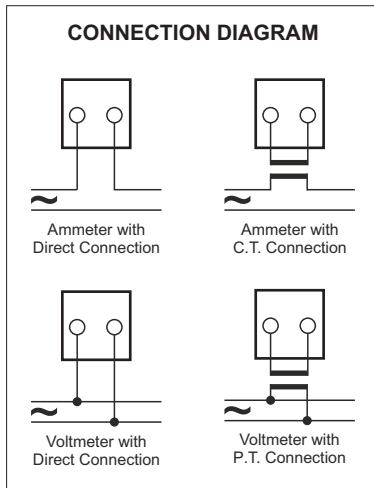 CONNECTION DIAGRAM
Ammeter with
Direct Connection
Ammeter with
C.T. Connection
Voltmeter with
Direct Connection
Voltmeter with
P.T. Connection